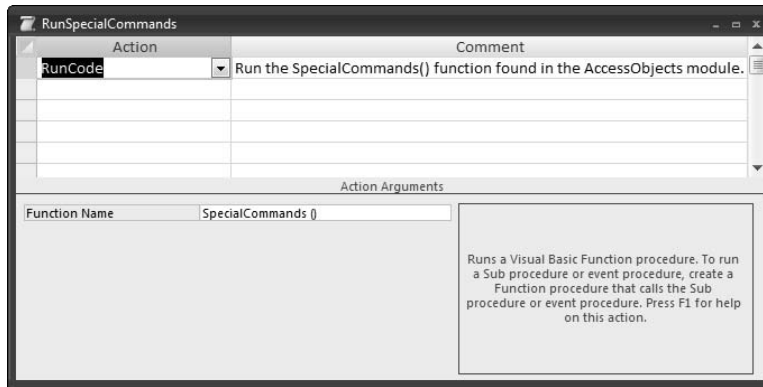 RunSpecialCommands
Action Comment
RunCode Run the SpecialCommands() function found in the AccessObjects module.
Action Arguments
Function Name SpecialCommands ()
Runs a Visual Basic Function procedure. To run
a Sub procedure or event procedure, create a
Function procedure that calls the Sub
procedure or event procedure. Press F1 for help
on this action.